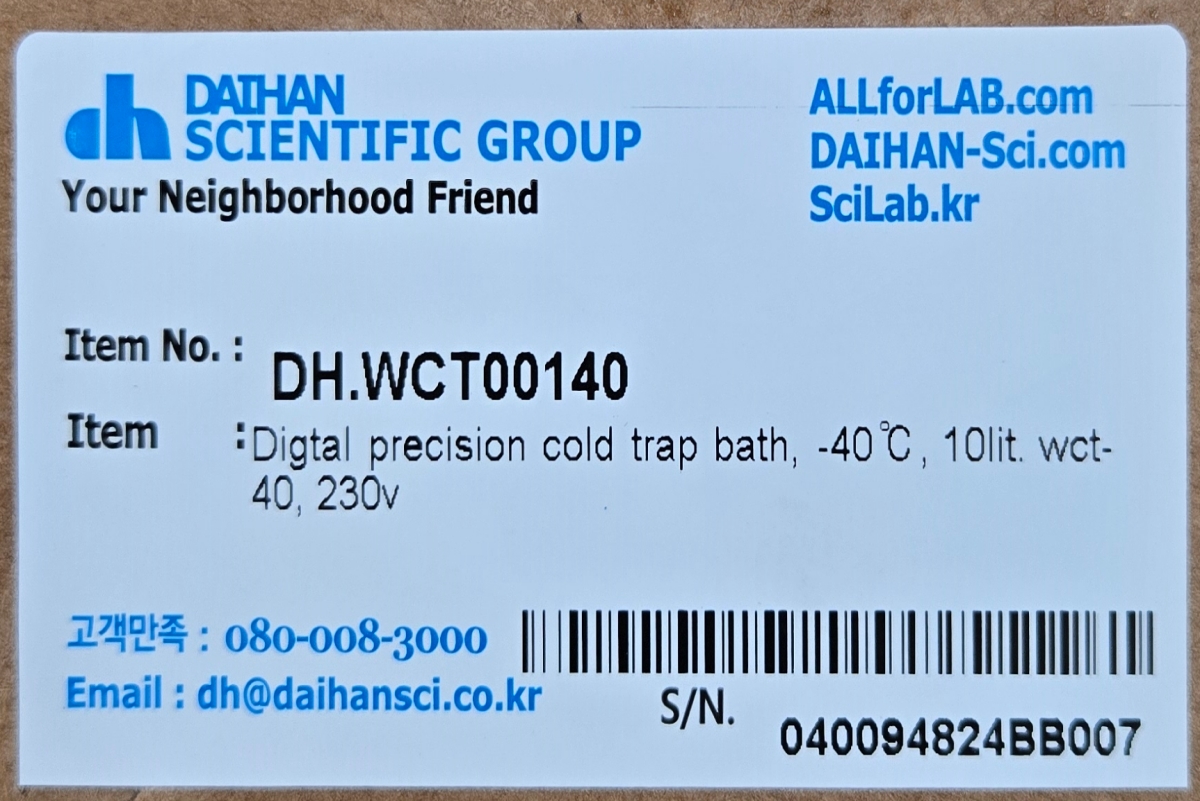 dh DAIHAN
SCIENTIFIC GROUP
Your Neighborhood Friend
ALLforLAB.com
DAIHAN-Sci.com
SciLab.kr
Item No. : DH.WCT00140
Item : Digtal precision cold trap bath, -40℃, 10lit. wct-
40, 230v
고객만족 : 080-008-3000
Email : dh@daihansci.co.kr
S/N. 040094824BB007